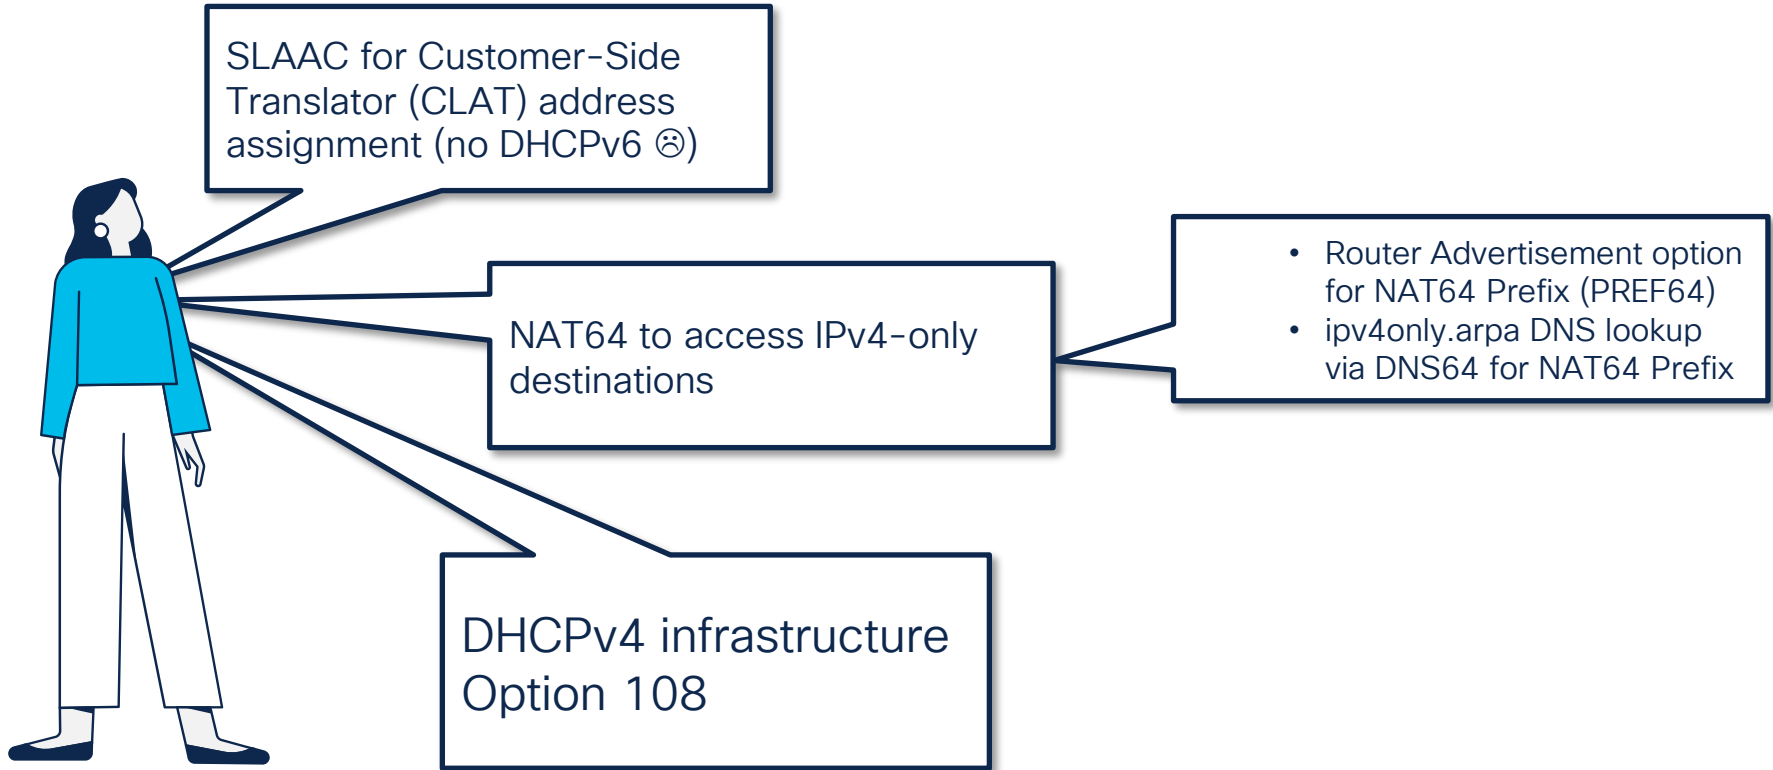 SLAAC for Customer-Side
Translator (CLAT) address
assignment (no DHCPv6 ☹)
NAT64 to access IPv4-only
destinations
• Router Advertisement option
for NAT64 Prefix (PREF64)
• ipv4only.arpa DNS lookup
via DNS64 for NAT64 Prefix
DHCPv4 infrastructure
Option 108